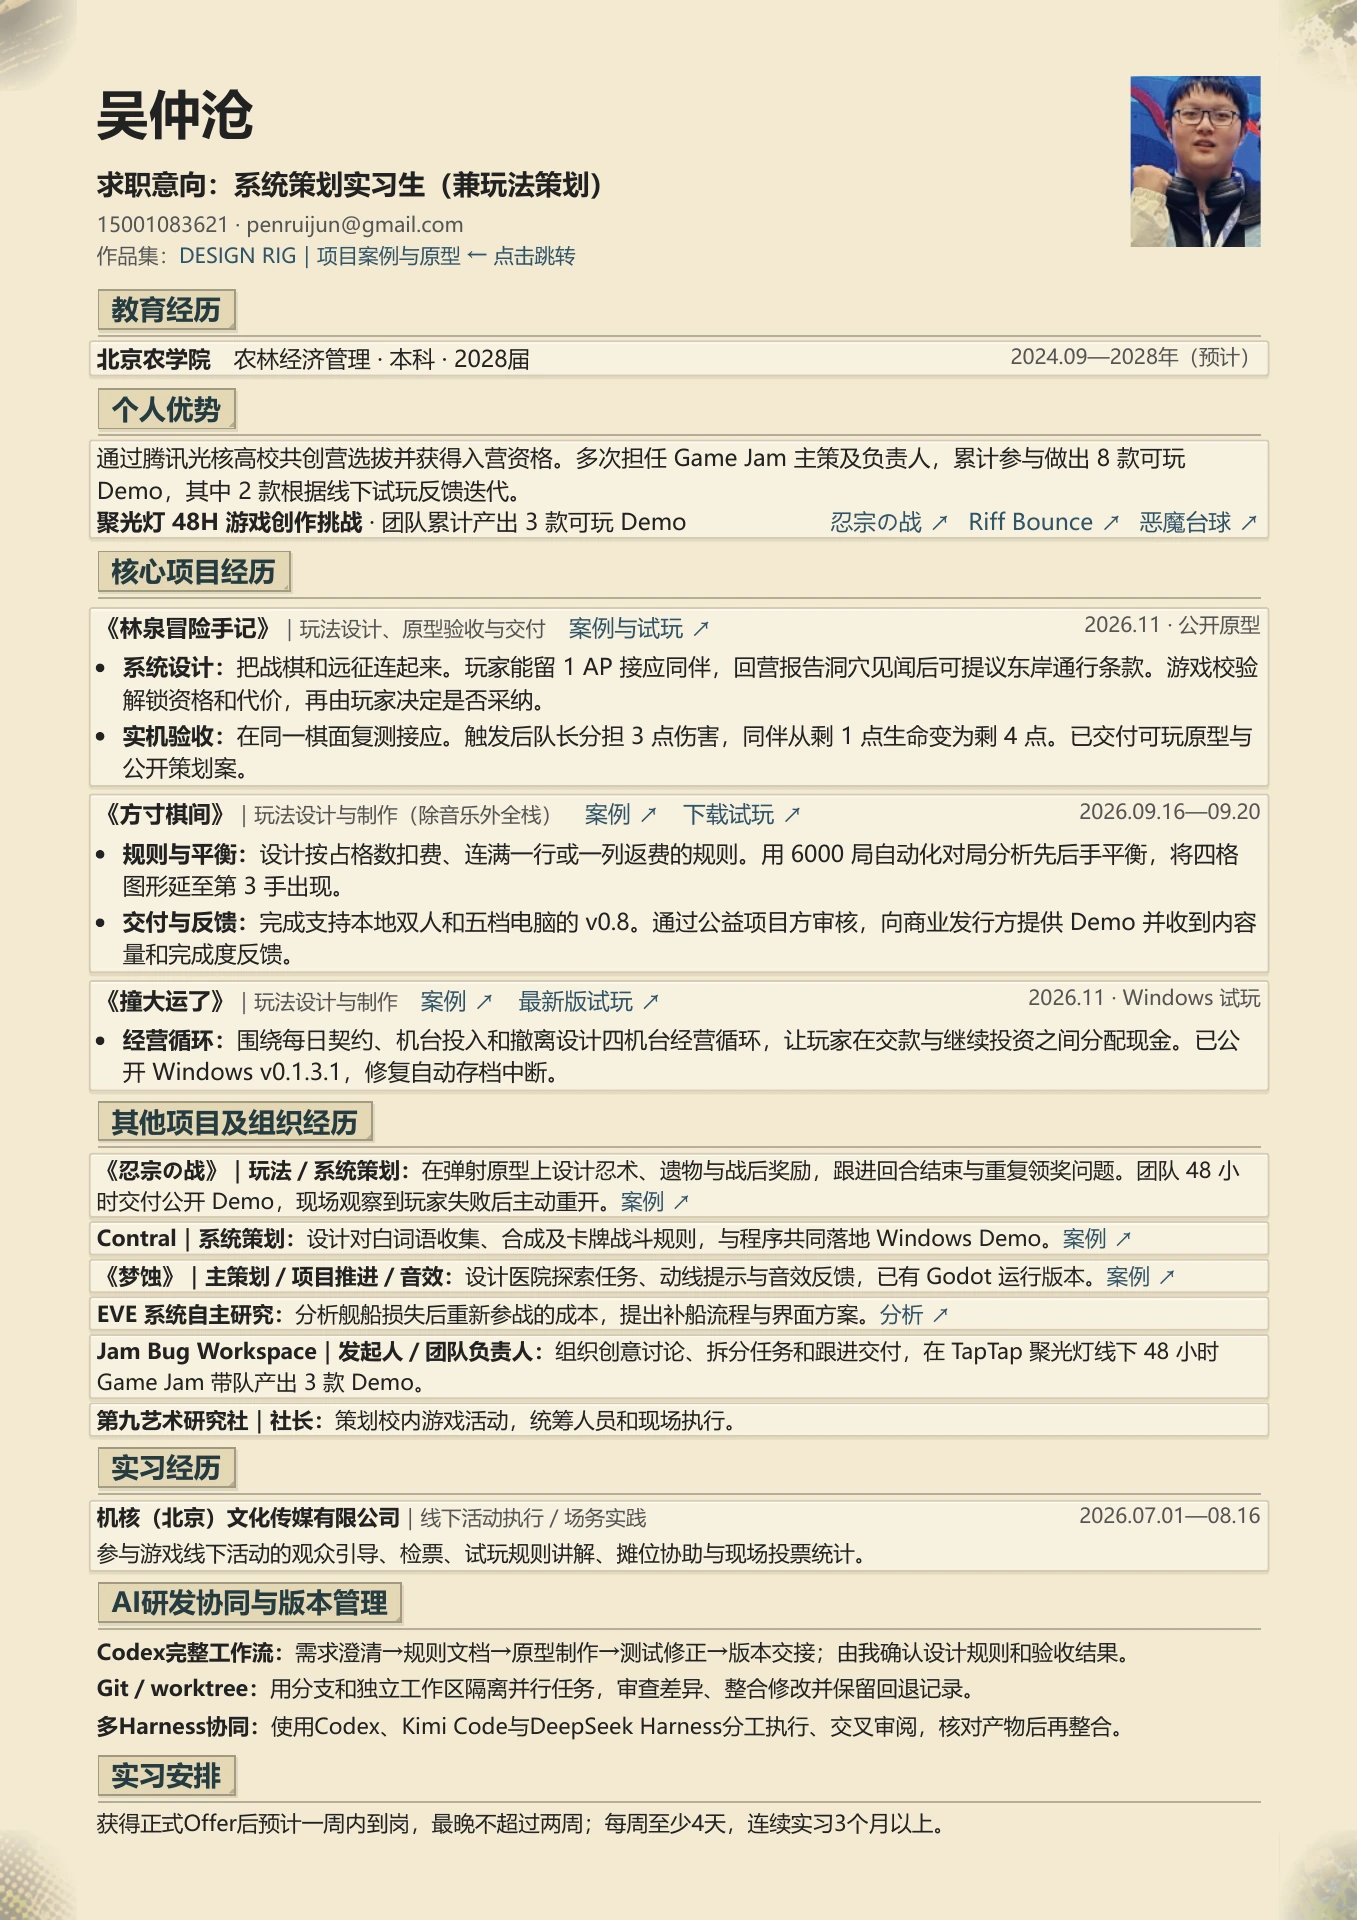 吴仲沧
求职意向：系统策划实习生（兼玩法策划）
15001083621 · penruijun@gmail.com
作品集：DESIGN RIG | 项目案例与原型 ← 点击跳转
教育经历
北京农学院 农林经济管理 · 本科 · 2028届 2024.09—2028年（预计）
个人优势
通过腾讯光核高校共创营选拔并获得入营资格。多次担任 Game Jam 主策及负责人，累计参与做出 8 款可玩
Demo，其中 2 款根据线下试玩反馈迭代。
聚光灯 48H 游戏创作挑战 · 团队累计产出 3 款可玩 Demo 忍宗の战 ↗ Riff Bounce ↗ 恶魔台球 ↗
核心项目经历
《林泉冒险手记》 | 玩法设计、原型验收与交付 案例与试玩 ↗ 2026.11 · 公开原型
• 系统设计：把战棋和远征连起来。玩家能留 1 AP 接应同伴，回营报告洞穴见闻后可提议东岸通行条款。游戏校验
解锁资格和代价，再由玩家决定是否采纳。
• 实机验收：在同一棋面复测接应。触发后队长分担 3 点伤害，同伴从剩 1 点生命变为剩 4 点。已交付可玩原型与
公开策划案。
《方寸棋间》 | 玩法设计与制作（除音乐外全栈） 案例 ↗ 下载试玩 ↗ 2026.09.16—09.20
• 规则与平衡：设计按占格数扣费、连满一行或一列返费的规则。用 6000 局自动化对局分析先后手平衡，将四格
图形延至第 3 手出现。
• 交付与反馈：完成支持本地双人和五档电脑的 v0.8。通过公益项目方审核，向商业发行方提供 Demo 并收到内容
量和完成度反馈。
《撞大运了》 | 玩法设计与制作 案例 ↗ 最新版试玩 ↗ 2026.11 · Windows 试玩
• 经营循环：围绕每日契约、机台投入和撤离设计四机台经营循环，让玩家在交款与继续投资之间分配现金。已公
开 Windows v0.1.3.1，修复自动存档中断。
其他项目及组织经历
《忍宗の战》 | 玩法 / 系统策划：在弹射原型上设计忍术、遗物与战后奖励，跟进回合结束与重复领奖问题。团队 48 小
时交付公开 Demo，现场观察到玩家失败后主动重开。案例 ↗
Contral | 系统策划：设计对白词语收集、合成及卡牌战斗规则，与程序共同落地 Windows Demo。案例 ↗
《梦蚀》 | 主策划 / 项目推进 / 音效：设计医院探索任务、动线提示与音效反馈，已有 Godot 运行版本。案例 ↗
EVE 系统自主研究：分析舰船损失后重新参战的成本，提出补船流程与界面方案。分析 ↗
Jam Bug Workspace | 发起人 / 团队负责人：组织创意讨论、拆分任务和跟进交付，在 TapTap 聚光灯线下 48 小时
Game Jam 带队产出 3 款 Demo。
第九艺术研究社 | 社长：策划校内游戏活动，统筹人员和现场执行。
实习经历
机核（北京）文化传媒有限公司 | 线下活动执行 / 场务实践 2026.07.01—08.16
参与游戏线下活动的观众引导、检票、试玩规则讲解、摊位协助与现场投票统计。
AI研发协同与版本管理
Codex完整工作流：需求澄清→规则文档→原型制作→测试修正→版本交接；由我确认设计规则和验收结果。
Git / worktree：用分支和独立工作区隔离并行任务，审查差异、整合修改并保留回退记录。
多Harness协同：使用Codex、Kimi Code与DeepSeek Harness分工执行、交叉审阅，核对产物后再整合。
实习安排
获得正式Offer后预计一周内到岗，最晚不超过两周；每周至少4天，连续实习3个月以上。